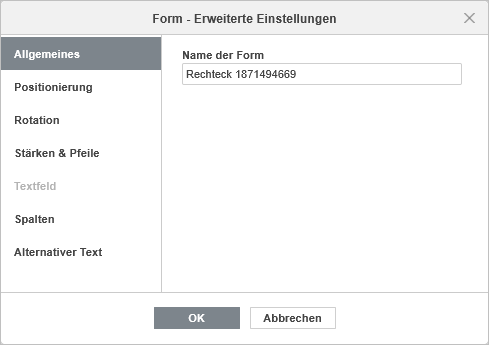 Form - Erweiterte Einstellungen
Allgemeines
Positionierung
Rotation
Stärken & Pfeile
Textfeld
Spalten
Alternativer Text
Name der Form
Rechteck 1871494669
OK
Abbrechen